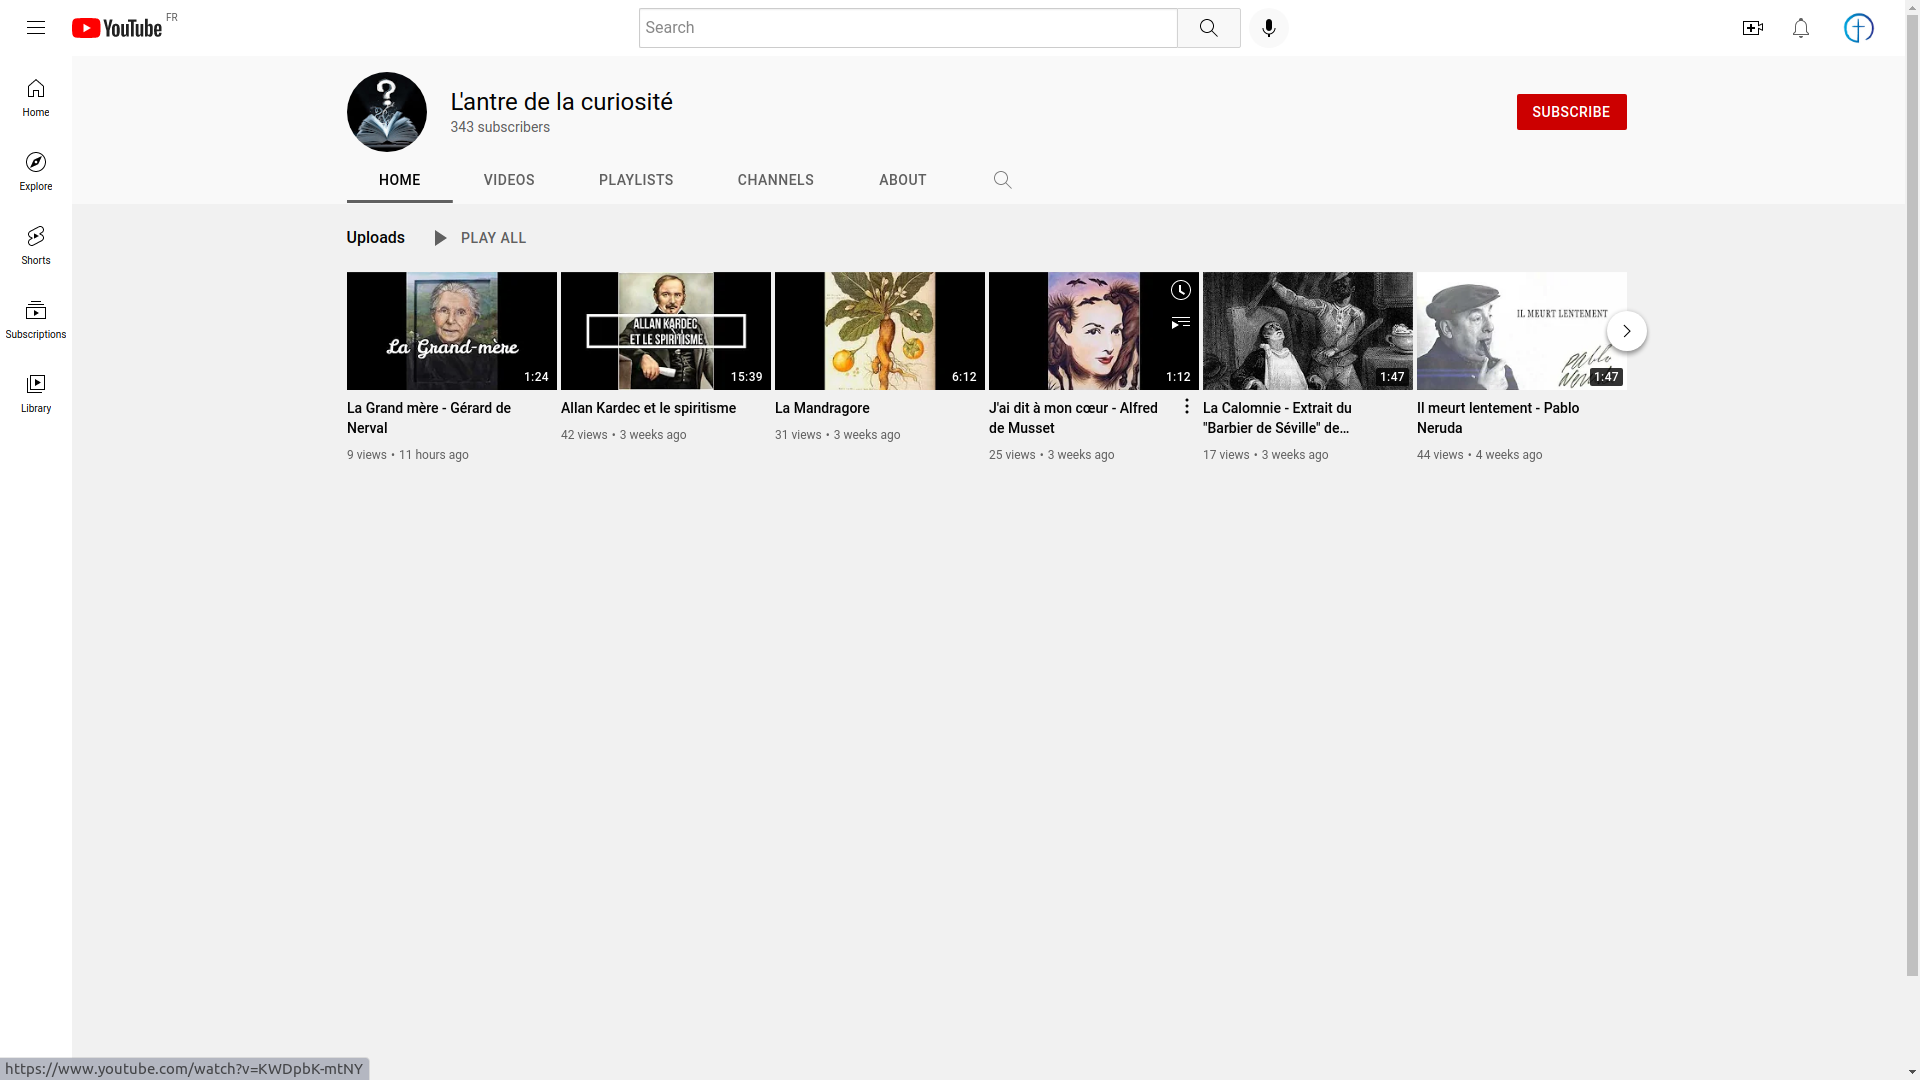 YouTube FR
Search
Home
Explore
Shorts
Subscriptions
Library
L'antre de la curiosité
343 subscribers
SUBSCRIBE
HOME VIDEOS PLAYLISTS CHANNELS ABOUT
Uploads PLAY ALL
La Grand-mère
1:24
La Grand mère - Gérard de
Nerval
9 views • 11 hours ago
ALLAN KARDEC
ET LE SPIRITISME
15:39
Allan Kardec et le spiritisme
42 views • 3 weeks ago
6:12
La Mandragore
31 views • 3 weeks ago
1:12
J'ai dit à mon cœur - Alfred
de Musset
25 views • 3 weeks ago
1:47
La Calomnie - Extrait du
"Barbier de Séville" de...
17 views • 3 weeks ago
IL MEURT LENTEMENT
Pablo
1:47
Il meurt lentement - Pablo
Neruda
44 views • 4 weeks ago
https://www.youtube.com/watch?v=KWDpbK-mtNY